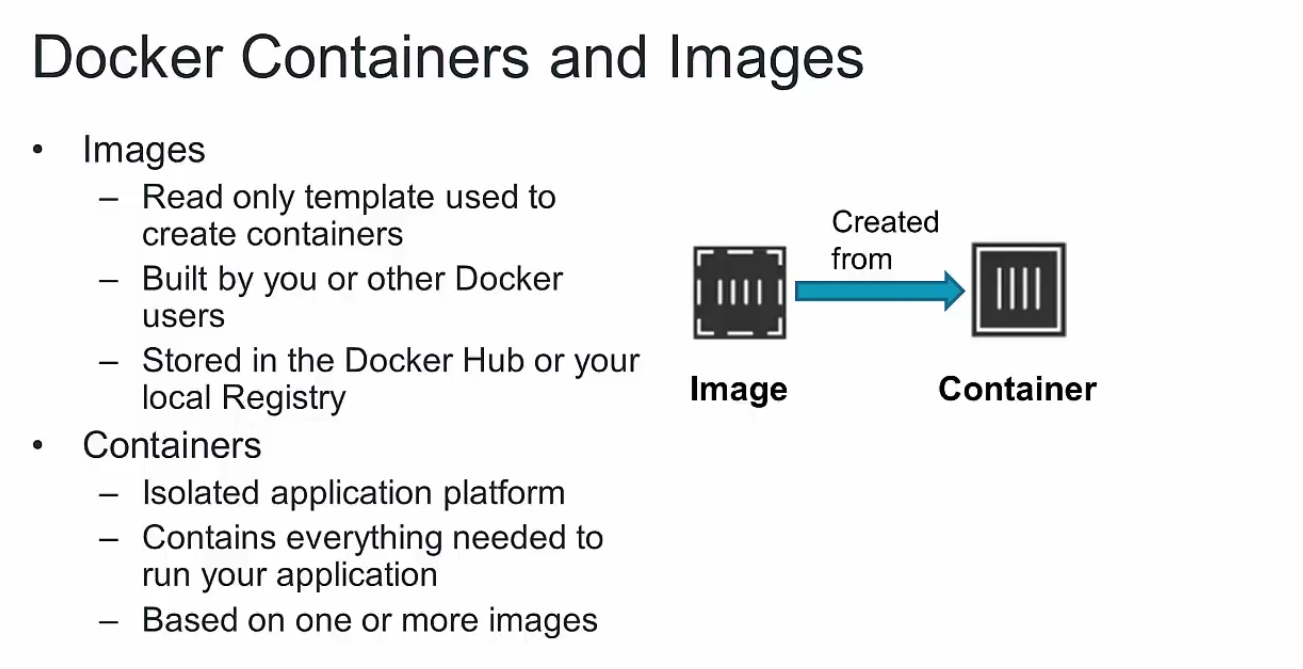 Docker Containers and Images
• Images
– Read only template used to
create containers
– Built by you or other Docker
users
– Stored in the Docker Hub or your
local Registry
• Containers
– Isolated application platform
– Contains everything needed to
run your application
– Based on one or more images
Created
from
Image
Container